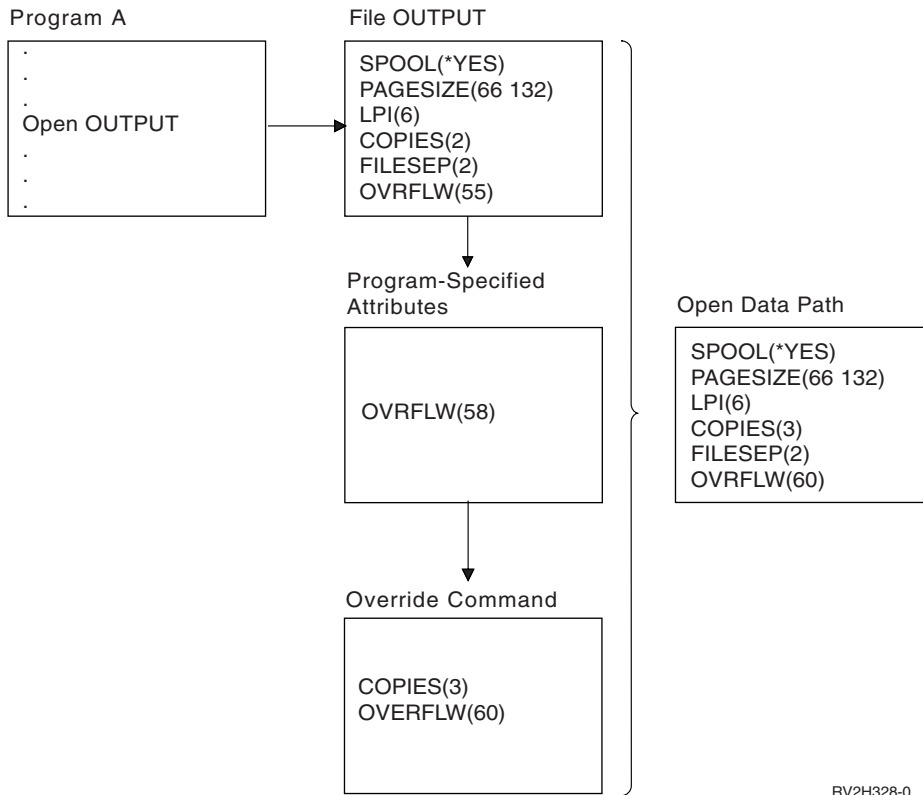 Program A
.
.
.
Open OUTPUT
.
.
.
File OUTPUT
SPOOL(*YES)
PAGESIZE(66 132)
LPI(6)
COPIES(2)
FILESEP(2)
OVRFLW(55)
Program-Specified
Attributes
OVRFLW(58)
Override Command
COPIES(3)
OVERFLW(60)
Open Data Path
SPOOL(*YES)
PAGESIZE(66 132)
LPI(6)
COPIES(3)
FILESEP(2)
OVRFLW(60)
RV2H328-0